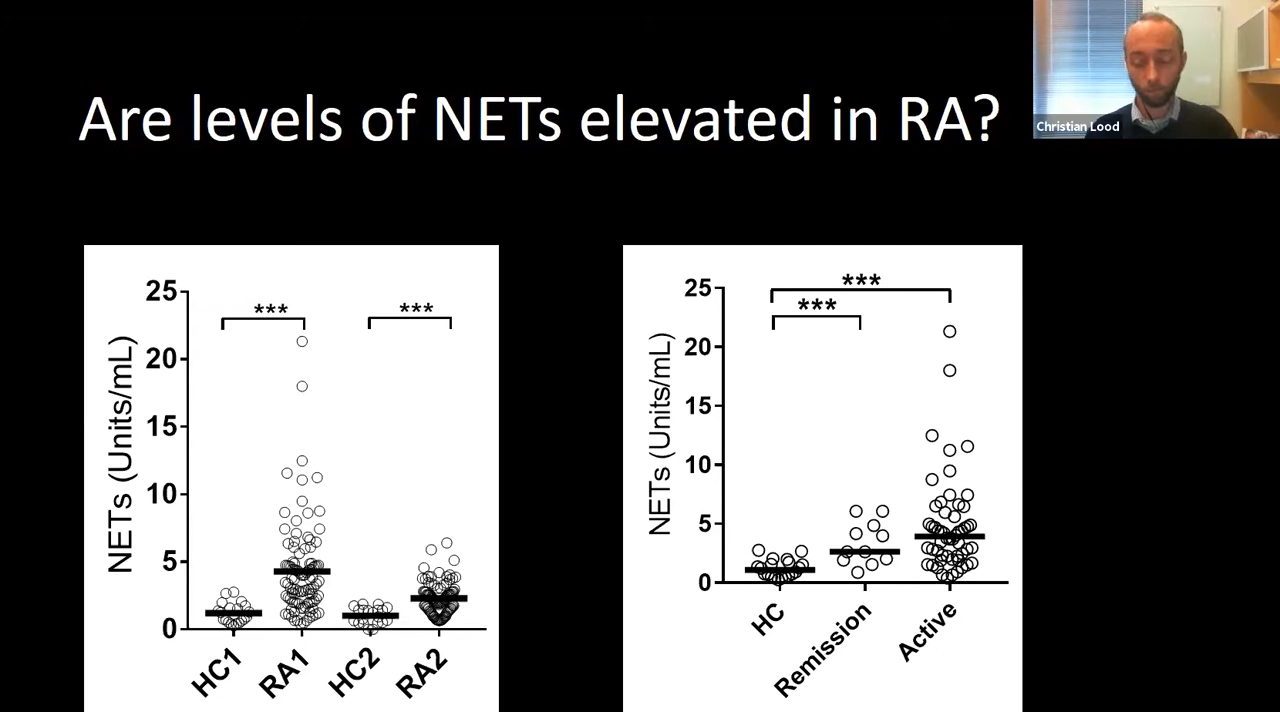 Are levels of NETs elevated in RA?
Christian Lood
NETs (Units/mL)
25
20
15
10
5
0
***
***
HC1
RA1
HC2
RA2
NETs (Units/mL)
25
20
15
10
5
0
***
***
HC
Remission
Active